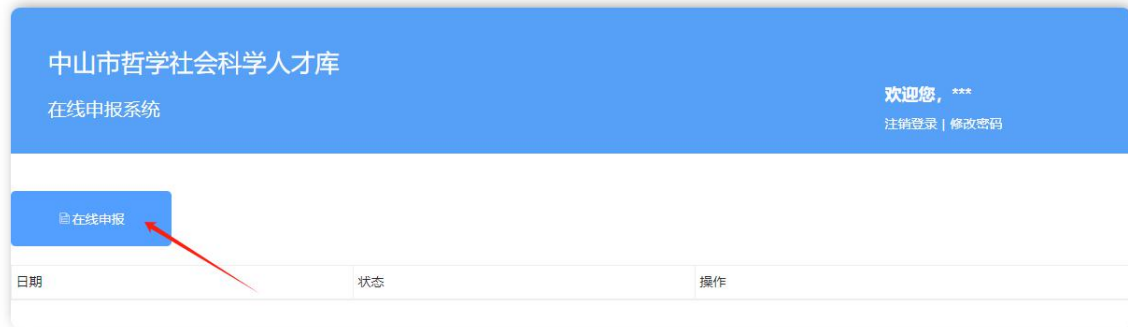 中山市哲学社会科学人才库
在线申报系统
欢迎您，***
注销登录 | 修改密码
在线申报
日期 状态 操作